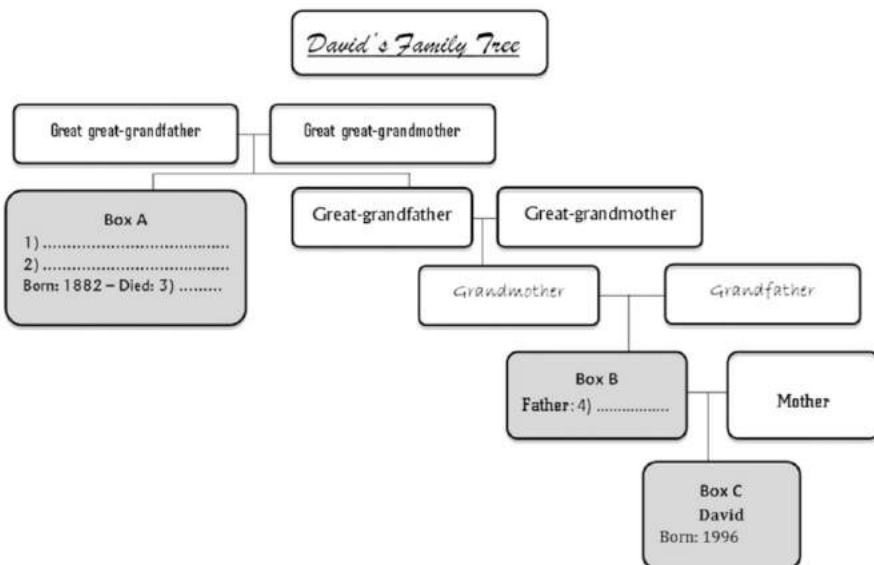 David's Family Tree
Great great-grandfather
Great great-grandmother
Box A
1) ......................................
2) ......................................
Born: 1882 – Died: 3) .........
Great-grandfather
Great-grandmother
Grandmother
Grandfather
Box B
Father: 4) ................
Mother
Box C
David
Born: 1996